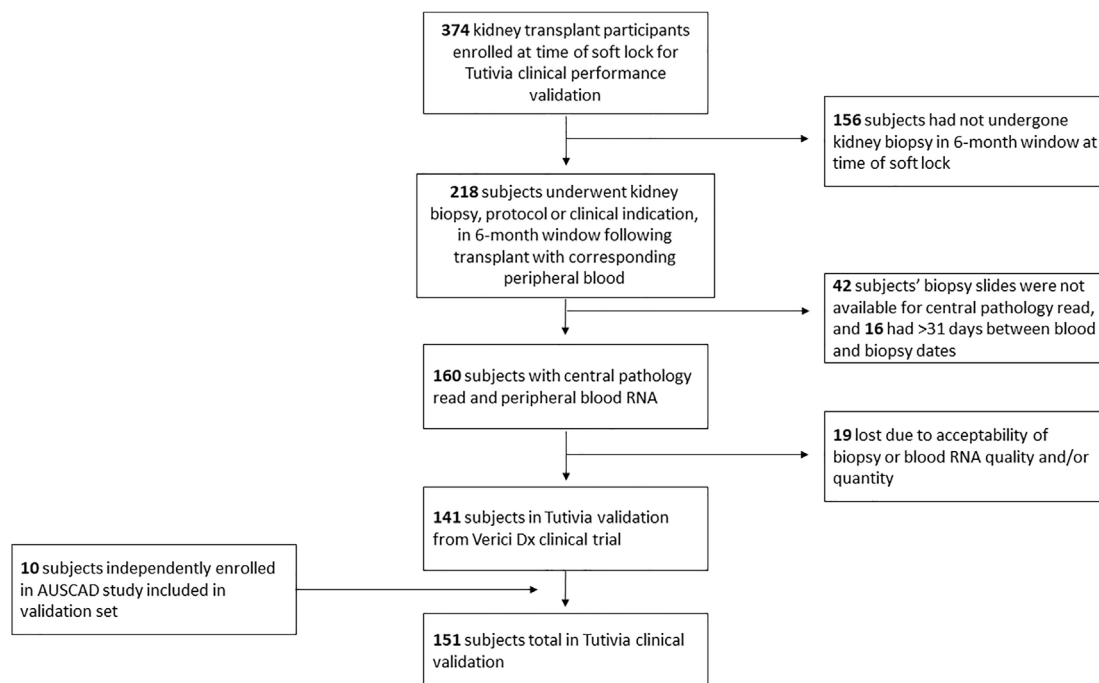 374 kidney transplant participants
enrolled at time of soft lock for
Tutivia clinical performance
validation
156 subjects had not undergone
kidney biopsy in 6-month window at
time of soft lock
218 subjects underwent kidney
biopsy, protocol or clinical indication,
in 6-month window following
transplant with corresponding
peripheral blood
42 subjects’ biopsy slides were not
available for central pathology read,
and 16 had >31 days between blood
and biopsy dates
160 subjects with central pathology
read and peripheral blood RNA
19 lost due to acceptability of
biopsy or blood RNA quality and/or
quantity
141 subjects in Tutivia validation
from Verici Dx clinical trial
10 subjects independently enrolled
in AUSCAD study included in
validation set
151 subjects total in Tutivia clinical
validation